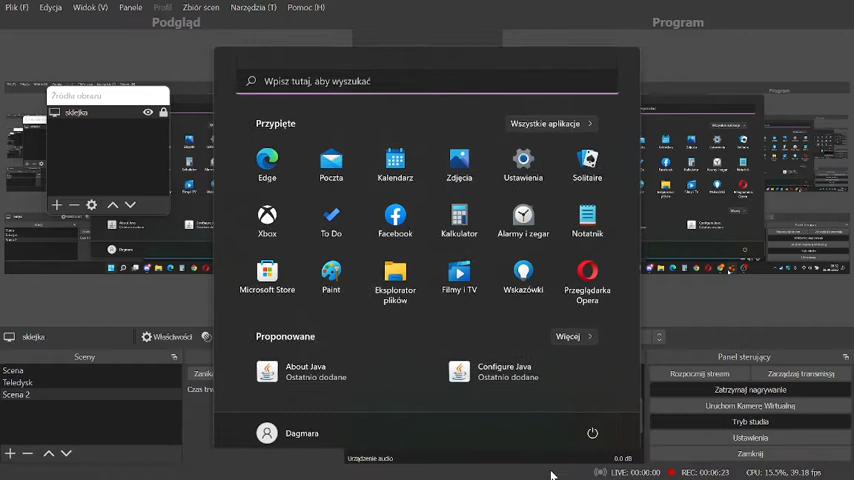 Plik (F) Edycja Widok (V) Panele Profil Zbiór scen Narzędzia (T) Pomoc (H)
Podgląd
Program
Źródła obrazu
sklejka
Wpisz tutaj, aby wyszukać
Przypięte
Wszystkie aplikacje
Edge
Poczta
Kalendarz
Zdjęcia
Ustawienia
Solitaire
Xbox
To Do
Facebook
Kalkulator
Alarmy i zegar
Notatnik
Microsoft Store
Paint
Eksplorator plików
Filmy i TV
Wskazówki
Przeglądarka Opera
Proponowane
Więcej
About Java
Ostatnio dodane
Configure Java
Ostatnio dodane
Dagmara
sklejka
Właściwości
Sceny
Scena
Teledysk
Scena 2
Czas trw
Urządzenie audio
0.0 dB
Panel sterujący
Rozpocznij stream
Zarządzaj transmisją
Zatrzymaj nagrywanie
Uruchom Kamerę Wirtualną
Tryb studia
Ustawienia
Zamknij
LIVE: 00:00:00
REC: 00:06:23
CPU: 15.5%, 39.18 fps